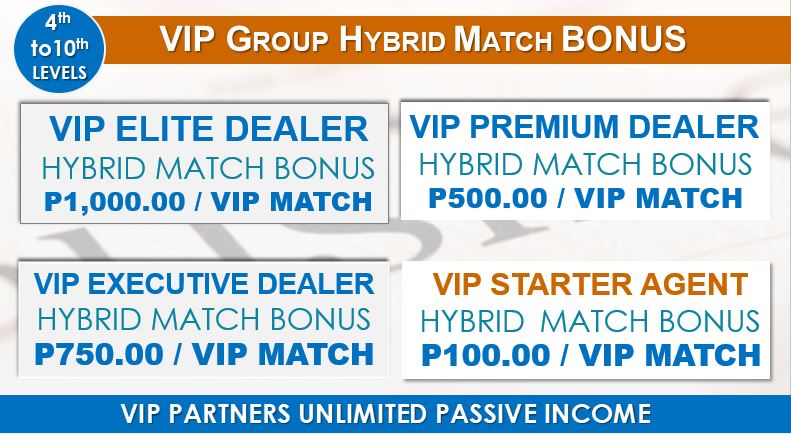 4th
to10th
LEVELS
VIP GROUP HYBRID MATCH BONUS
VIP ELITE DEALER
HYBRID MATCH BONUS
P1,000.00 / VIP MATCH
VIP PREMIUM DEALER
HYBRID MATCH BONUS
P500.00 / VIP MATCH
VIP EXECUTIVE DEALER
HYBRID MATCH BONUS
P750.00 / VIP MATCH
VIP STARTER AGENT
HYBRID MATCH BONUS
P100.00 / VIP MATCH
VIP PARTNERS UNLIMITED PASSIVE INCOME